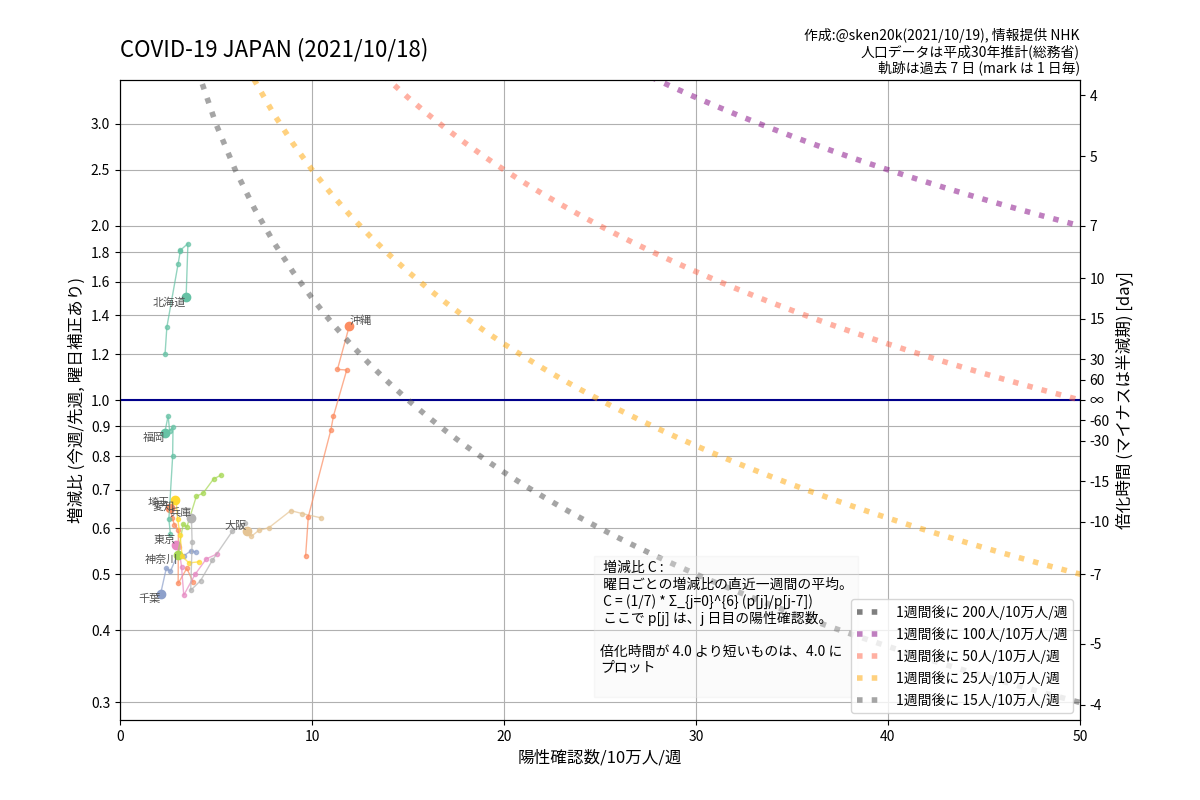 COVID-19 JAPAN (2021/10/18)
作成:@sken20k(2021/10/19), 情報提供 NHK
人口データは平成30年推計(総務省)
軌跡は過去 7 日 (mark は 1 日毎)
増減比 (今週/先週, 曜日補正あり)
3.0
2.5
2.0
1.8
1.6
1.4
1.2
1.0
0.9
0.8
0.7
0.6
0.5
0.4
0.3
北海道
沖縄
福岡
埼玉
愛知
兵庫
大阪
東京
神奈川
千葉
4
5
7
10
15
30
60
∞
-60
-30
-15
-10
-7
-5
-4
倍化時間 (マイナスは半減期) [day]
増減比 C :
曜日ごとの増減比の直近一週間の平均。
C = (1/7) * Σ_{j=0}^{6} (p[j]/p[j-7])
ここで p[j] は、j 日目の陽性確認数。
倍化時間が 4.0 より短いものは、4.0 に
プロット
1週間後に 200人/10万人/週
1週間後に 100人/10万人/週
1週間後に 50人/10万人/週
1週間後に 25人/10万人/週
1週間後に 15人/10万人/週
0
10
20
30
40
50
陽性確認数/10万人/週